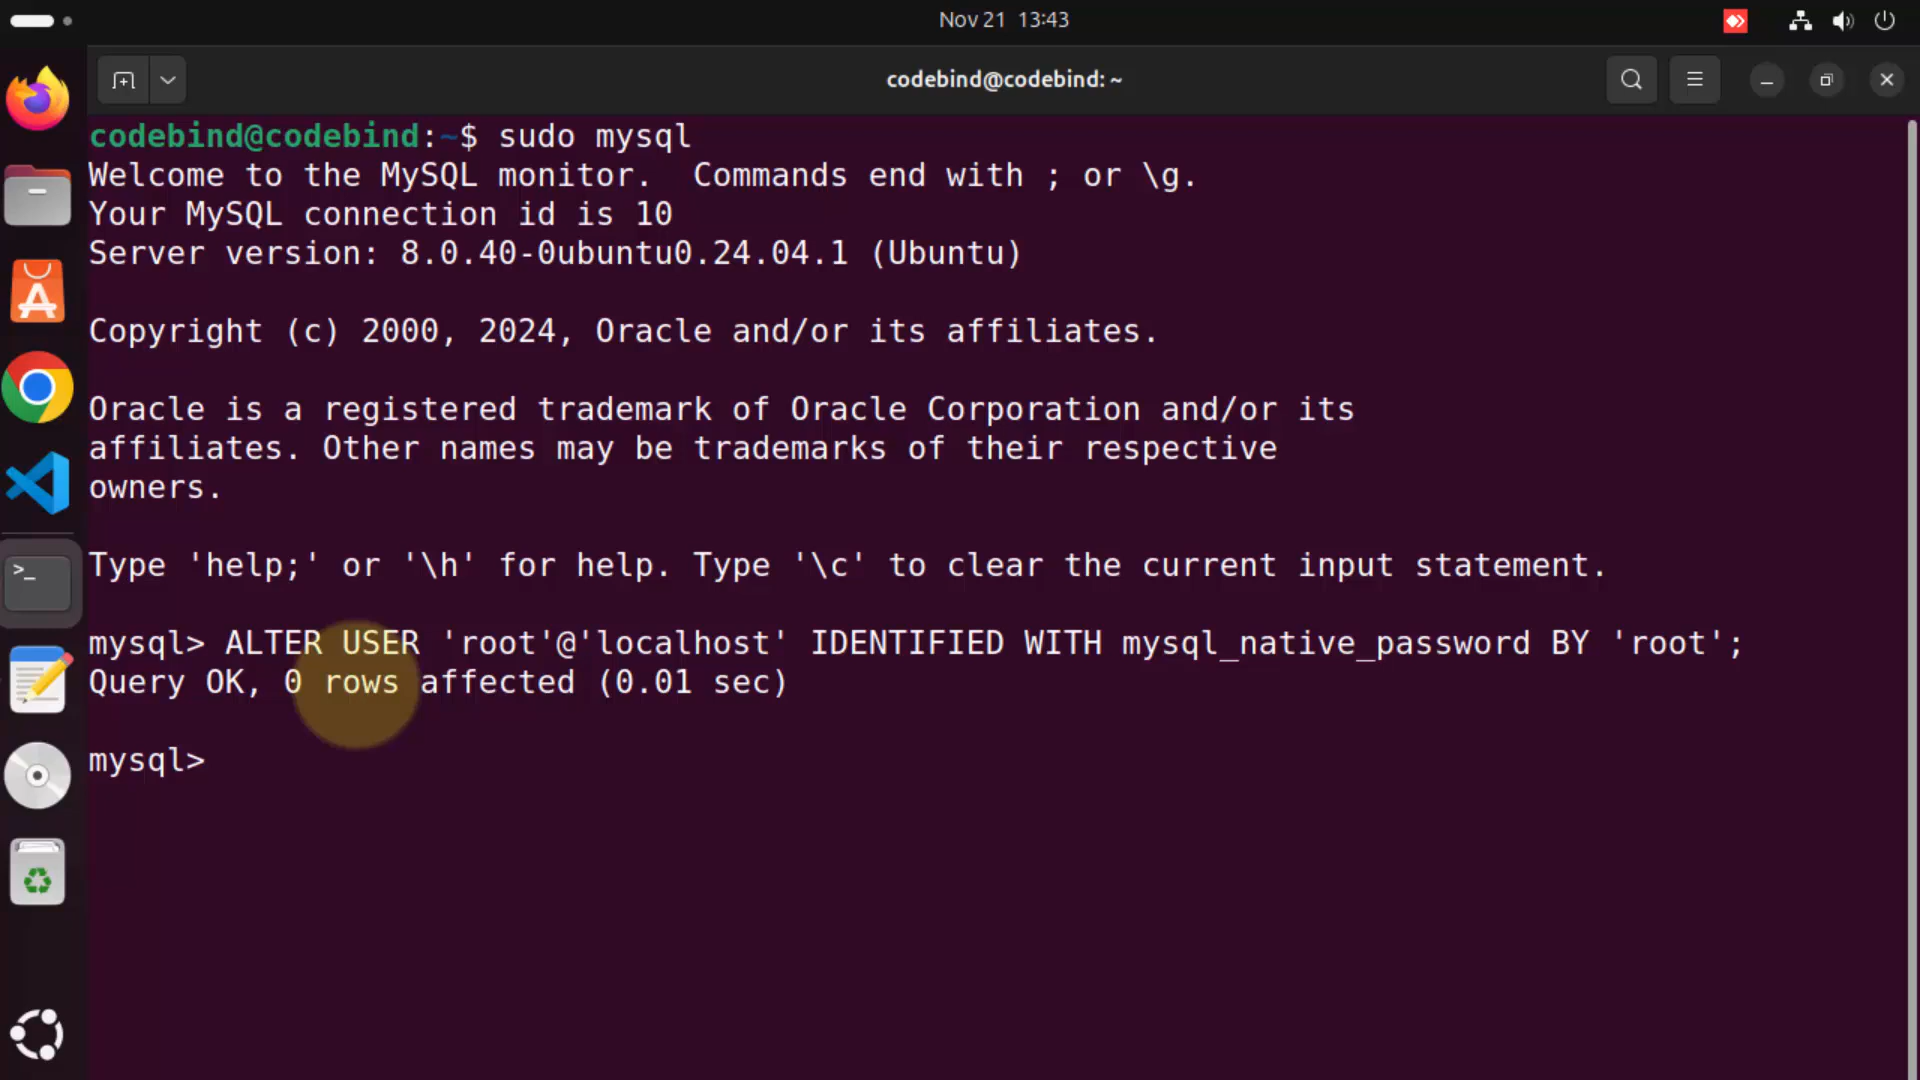 Nov 21 13:43
codebind@codebind: ~
codebind@codebind:~$ sudo mysql
Welcome to the MySQL monitor.  Commands end with ; or \g.
Your MySQL connection id is 10
Server version: 8.0.40-0ubuntu0.24.04.1 (Ubuntu)
Copyright (c) 2000, 2024, Oracle and/or its affiliates.
Oracle is a registered trademark of Oracle Corporation and/or its
affiliates. Other names may be trademarks of their respective
owners.
Type 'help;' or '\h' for help. Type '\c' to clear the current input statement.
mysql> ALTER USER 'root'@'localhost' IDENTIFIED WITH mysql_native_password BY 'root';
Query OK, 0 rows affected (0.01 sec)
mysql>